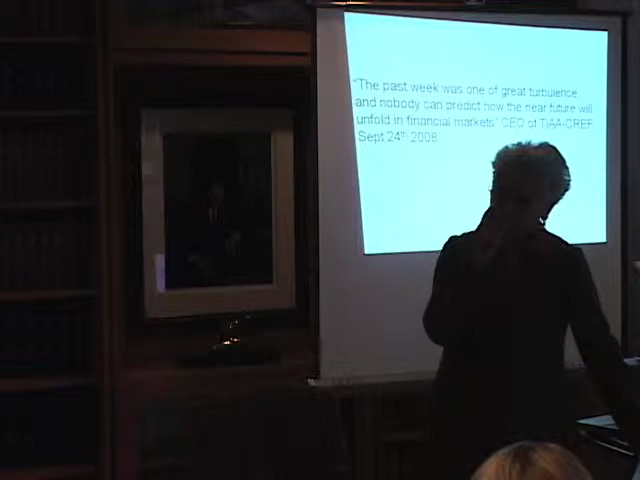 "The past week was one of great turbulence
and nobody can predict how the near future will
unfold in financial markets' CEO of TIAA-CREF
Sept 24th 2008